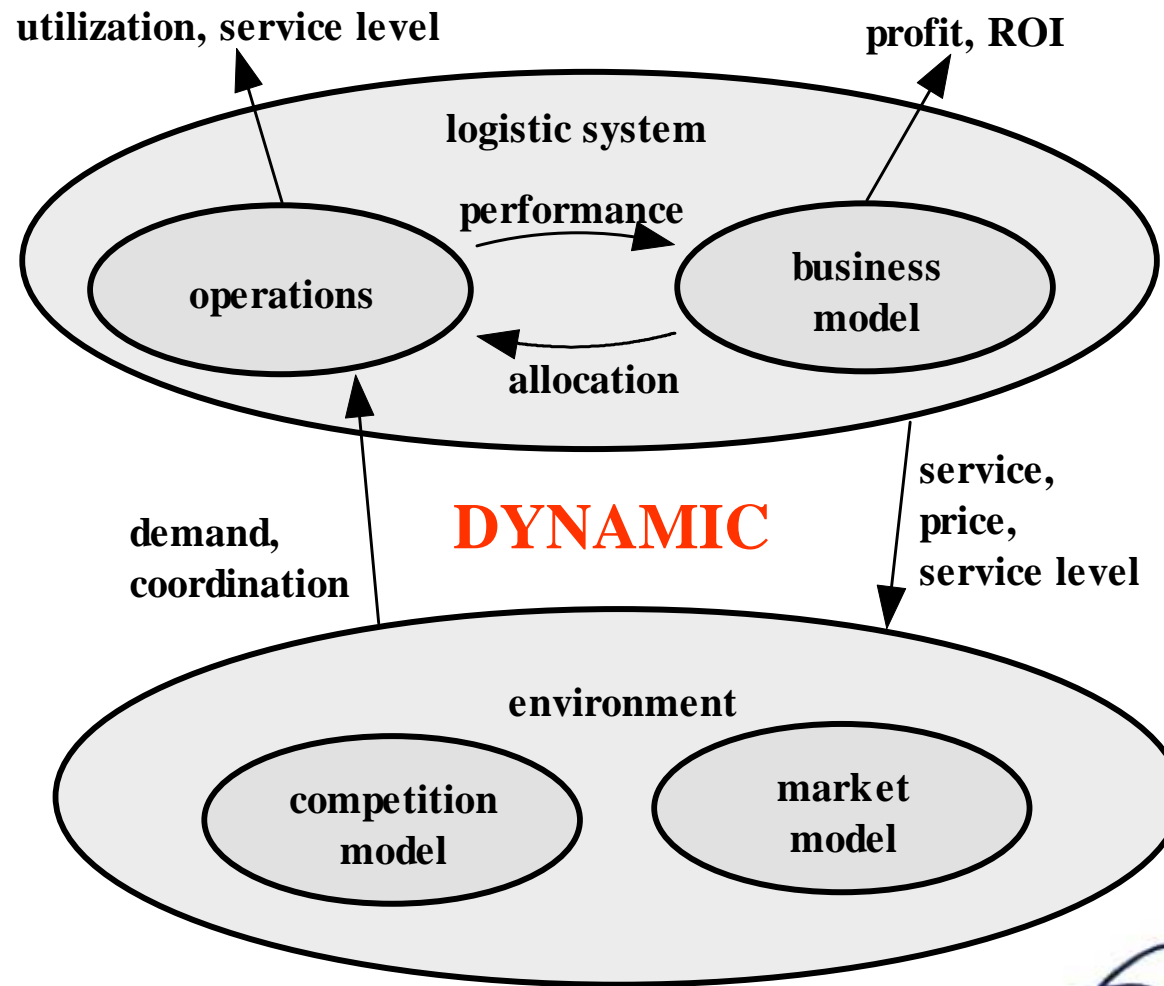 utilization, service level
profit, ROI
logistic system
performance
operations
business
model
allocation
demand,
coordination
DYNAMIC
service,
price,
service level
environment
competition
model
market
model